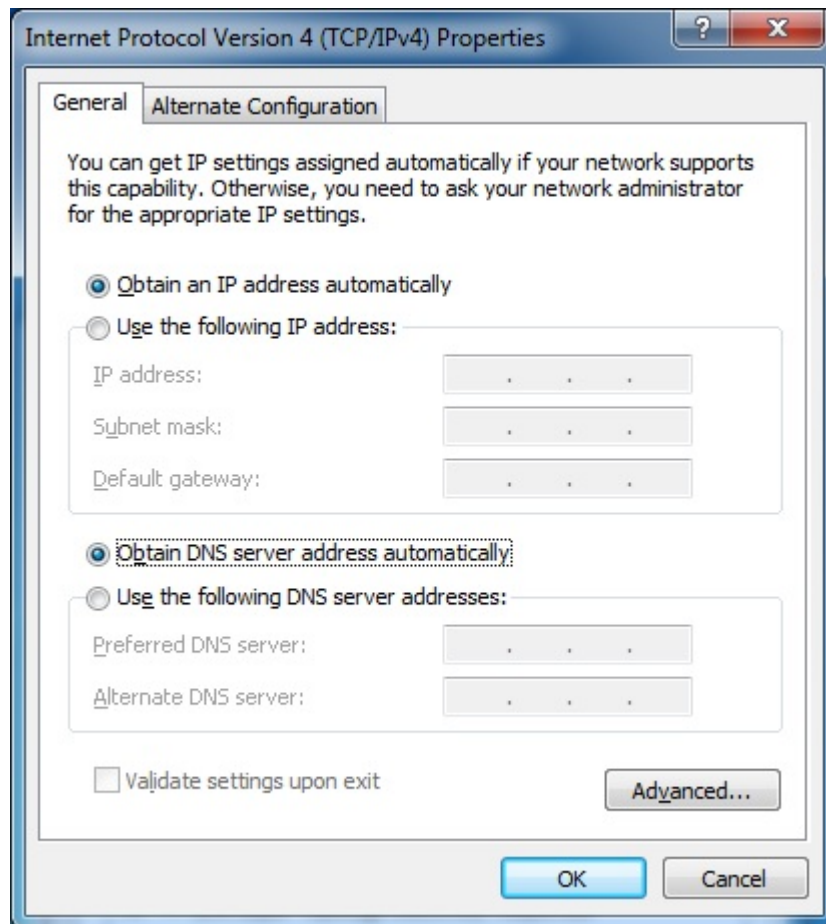 Internet Protocol Version 4 (TCP/IPv4) Properties
?
X
General
Alternate Configuration
You can get IP settings assigned automatically if your network supports
this capability. Otherwise, you need to ask your network administrator
for the appropriate IP settings.
Obtain an IP address automatically
Use the following IP address:
IP address: . . .
Subnet mask: . . .
Default gateway: . . .
Obtain DNS server address automatically
Use the following DNS server addresses:
Preferred DNS server: . . .
Alternate DNS server: . . .
Validate settings upon exit
Advanced...
OK
Cancel